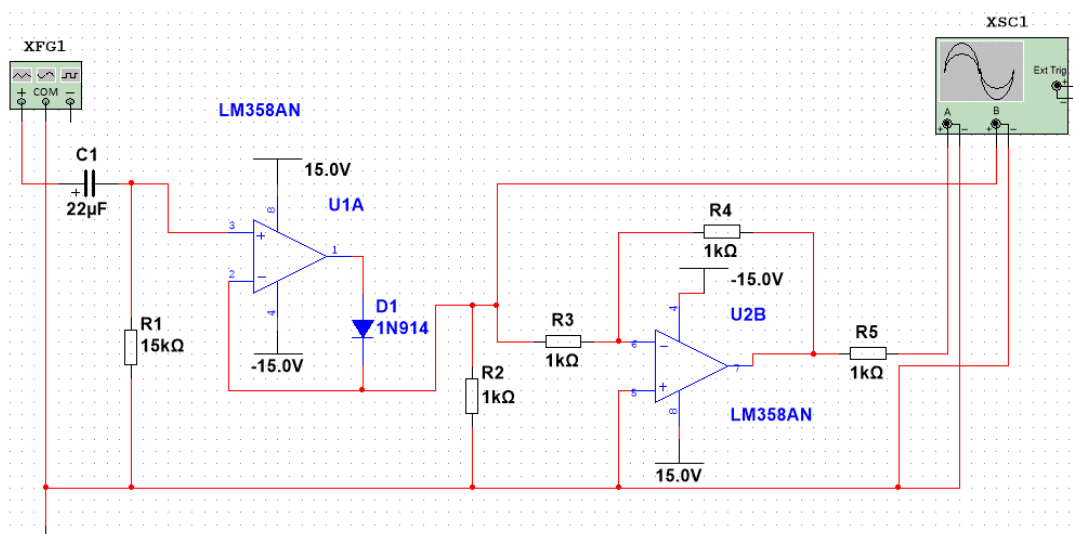 XSC1
XFG1
Ext Trig
+
COM
LM358AN
A
B
C1
15.0V
22µF
U1A
R4
1kΩ
-15.0V
3
2
1
8
4
D1
1N914
U2B
R1
15kΩ
R3
1kΩ
R5
1kΩ
-15.0V
R2
1kΩ
6
5
7
4
8
LM358AN
15.0V